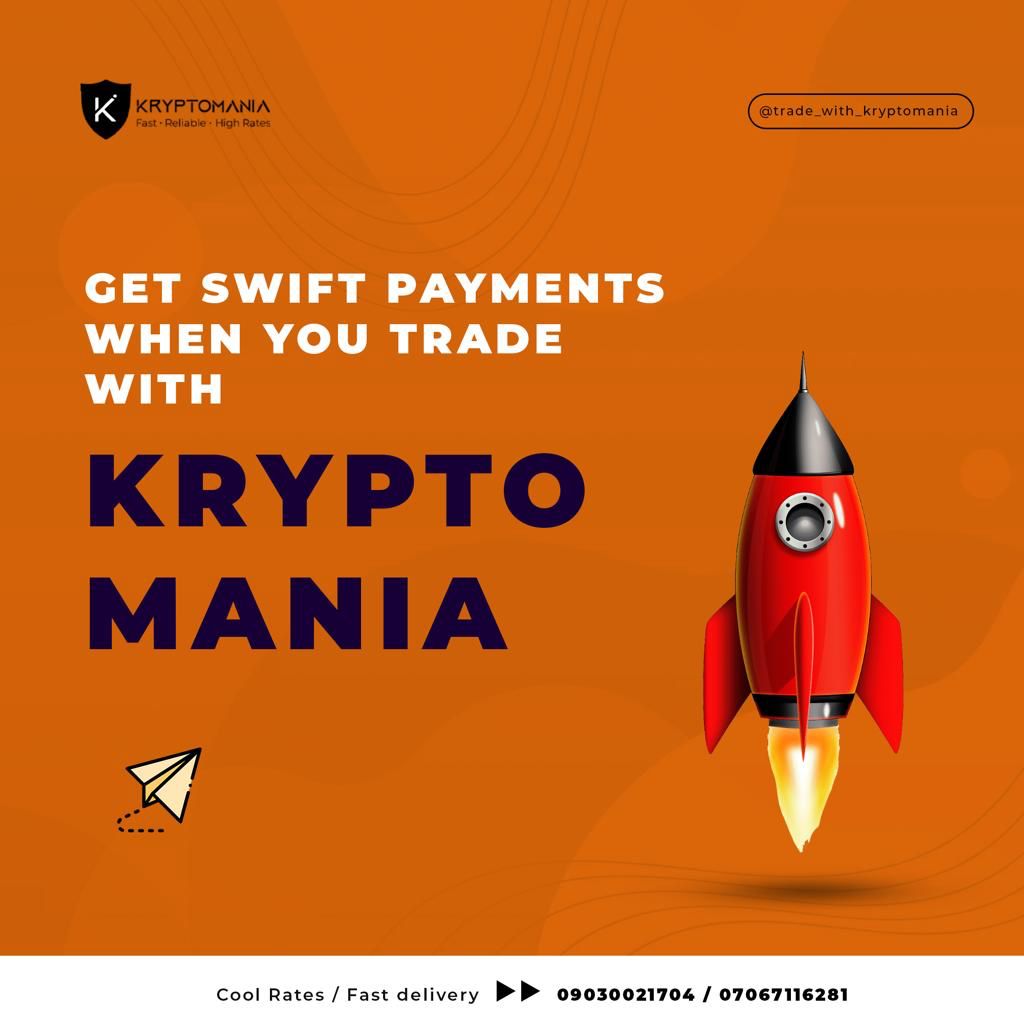 KRYPTOMANIA
Fast • Reliable • High Rates
@trade_with_kryptomania
GET SWIFT PAYMENTS
WHEN YOU TRADE
WITH
KRYPTO
MANIA
Cool Rates / Fast delivery 09030021704 / 07067116281